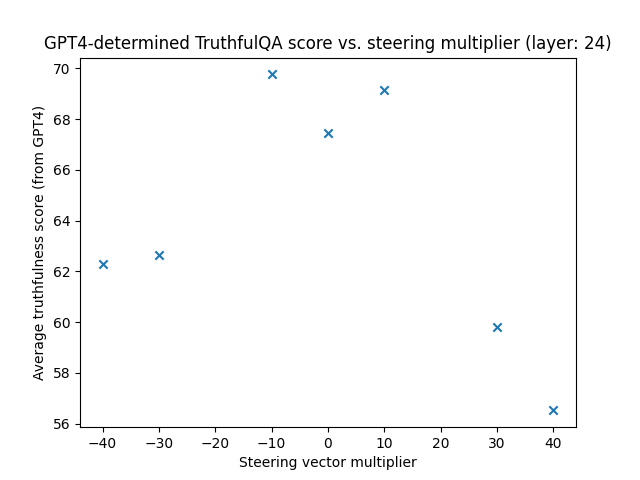 GPT4-determined TruthfulQA score vs. steering multiplier (layer: 24)
Average truthfulness score (from GPT4)
70
68
66
64
62
60
58
56
−40 −30 −20 −10 0 10 20 30 40
Steering vector multiplier